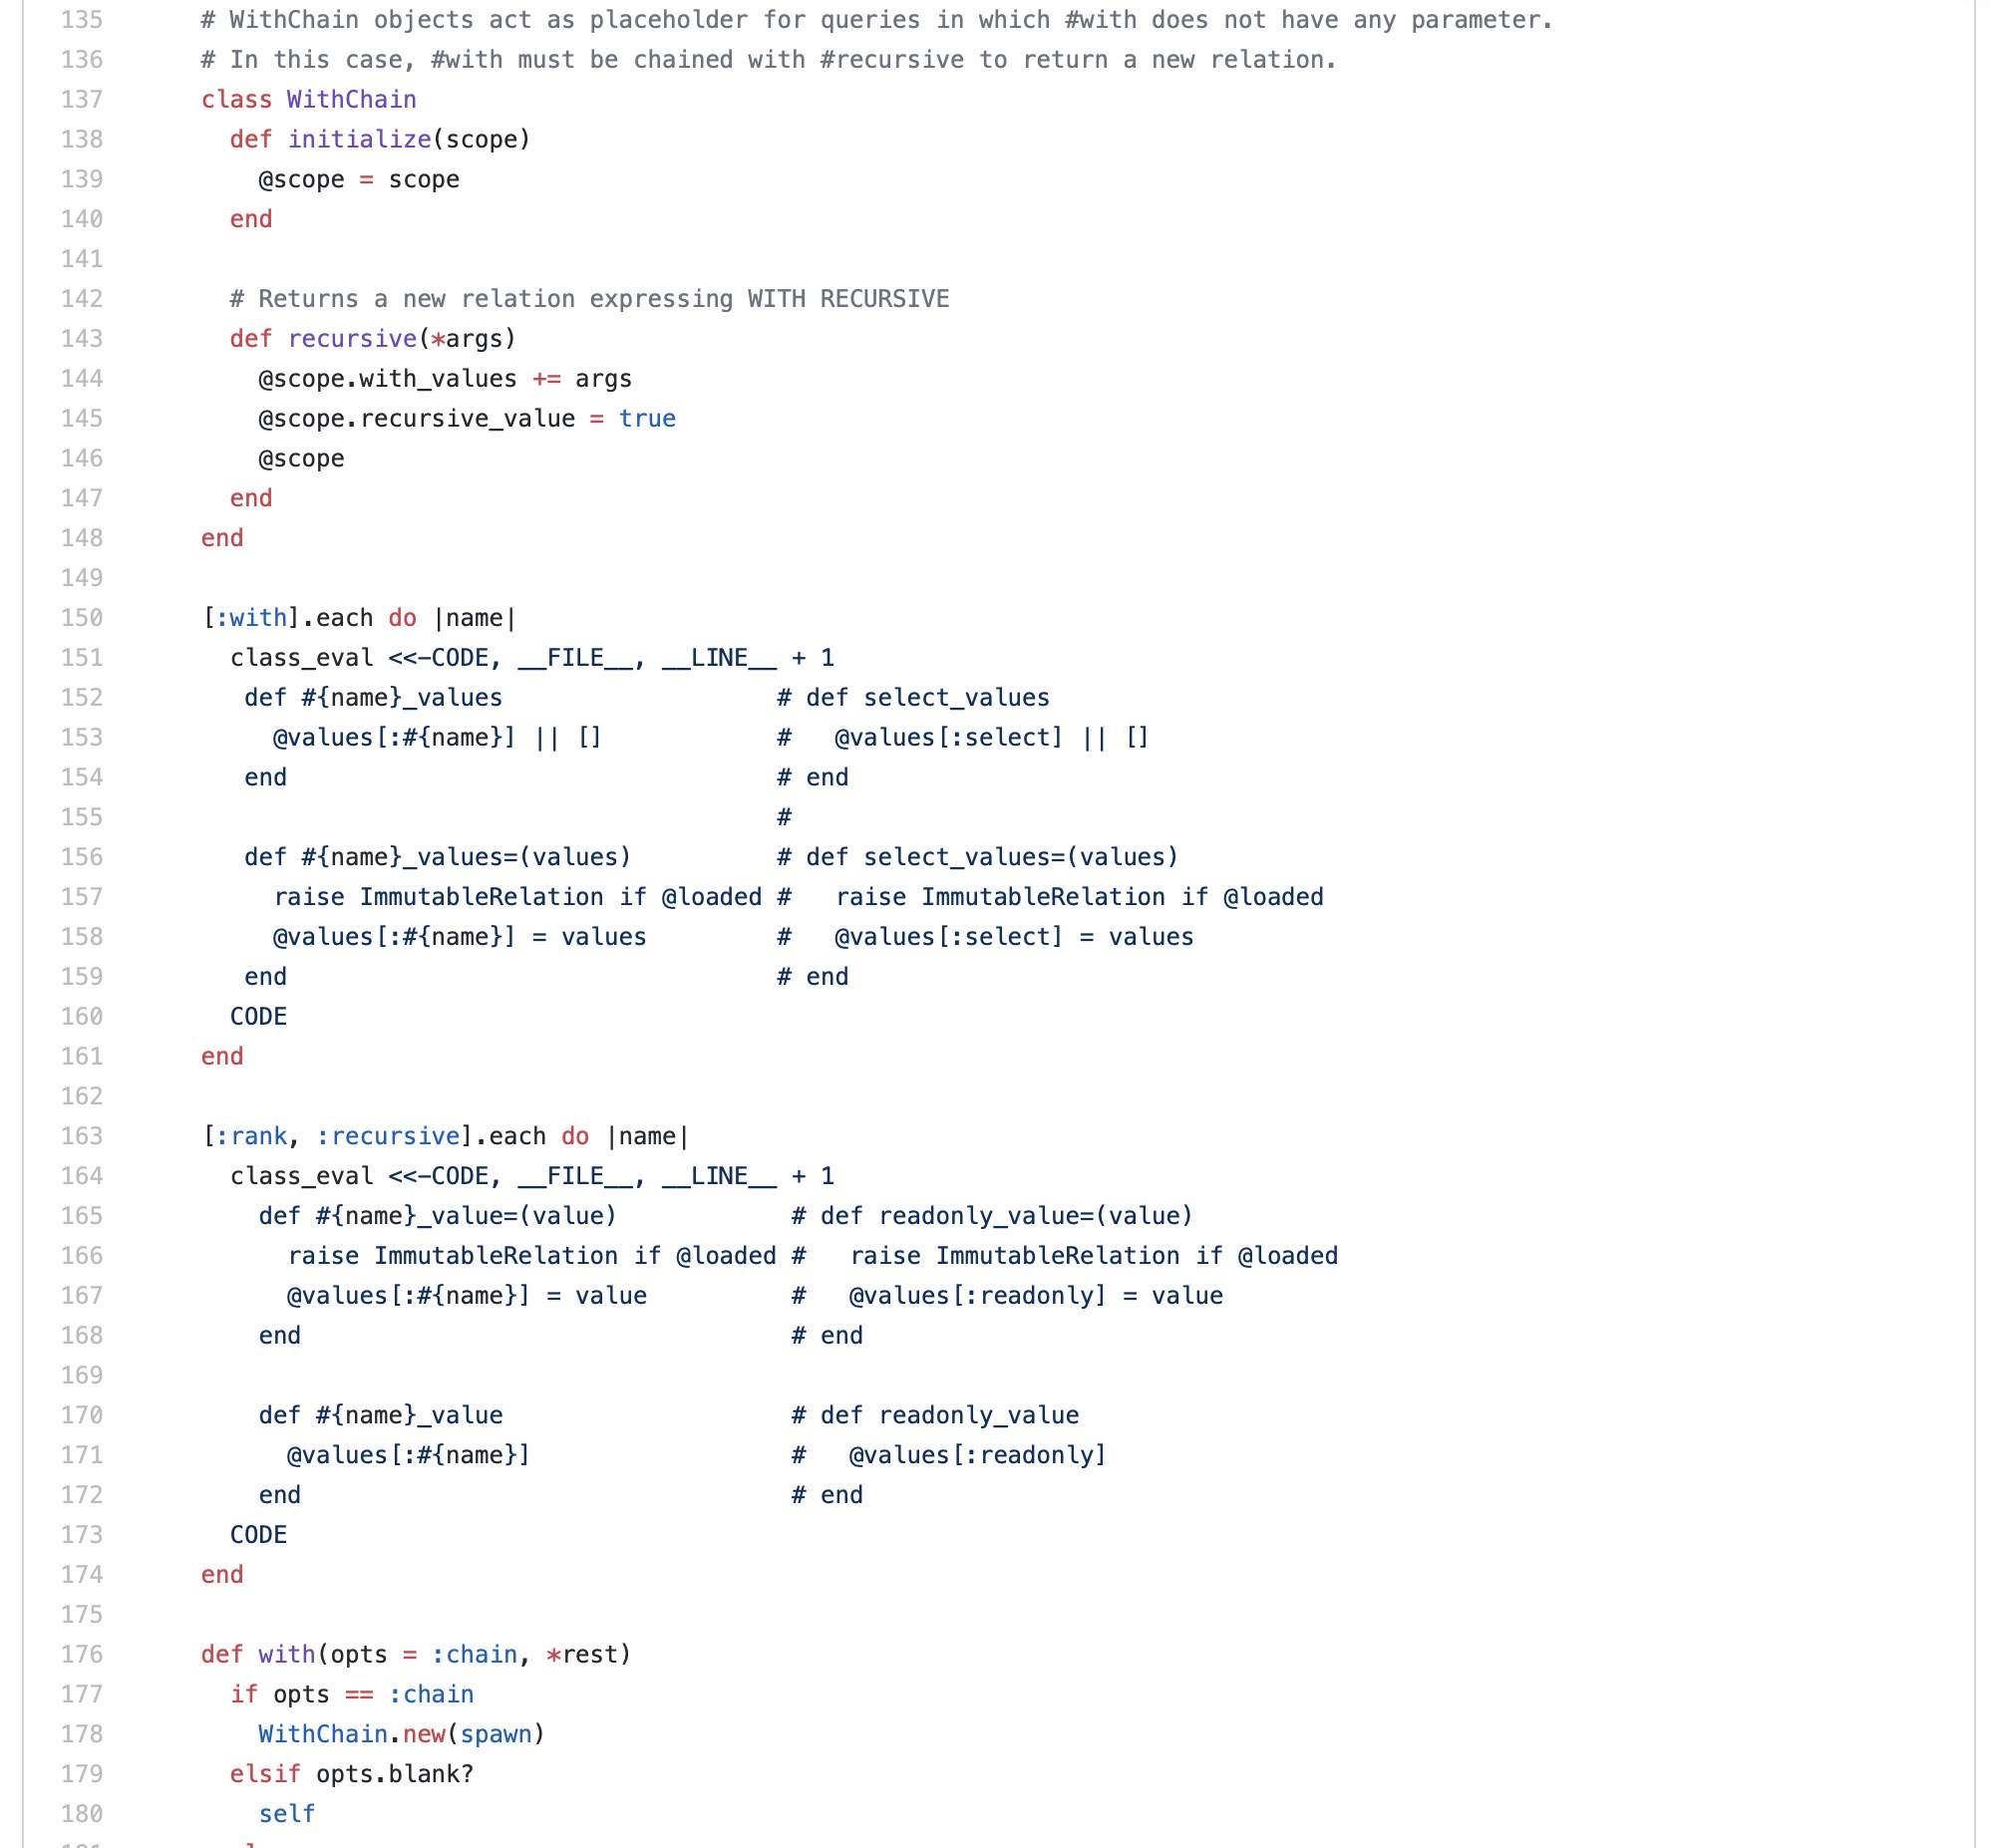 135 # WithChain objects act as placeholder for queries in which #with does not have any parameter.
136 # In this case, #with must be chained with #recursive to return a new relation.
137 class WithChain
138 def initialize(scope)
139 @scope = scope
140 end
141
142 # Returns a new relation expressing WITH RECURSIVE
143 def recursive(*args)
144 @scope.with_values += args
145 @scope.recursive_value = true
146 @scope
147 end
148 end
149
150 [:with].each do |name|
151 class_eval <<-CODE, __FILE__, __LINE__ + 1
152 def #{name}_values # def select_values
153 @values[:#{name}] || [] # @values[:select] || []
154 end # end
155 #
156 def #{name}_values=(values) # def select_values=(values)
157 raise ImmutableRelation if @loaded # raise ImmutableRelation if @loaded
158 @values[:#{name}] = values # @values[:select] = values
159 end # end
160 CODE
161 end
162
163 [:rank, :recursive].each do |name|
164 class_eval <<-CODE, __FILE__, __LINE__ + 1
165 def #{name}_value=(value) # def readonly_value=(value)
166 raise ImmutableRelation if @loaded # raise ImmutableRelation if @loaded
167 @values[:#{name}] = value # @values[:readonly] = value
168 end # end
169
170 def #{name}_value # def readonly_value
171 @values[:#{name}] # @values[:readonly]
172 end # end
173 CODE
174 end
175
176 def with(opts = :chain, *rest)
177 if opts == :chain
178 WithChain.new(spawn)
179 elsif opts.blank?
180 self